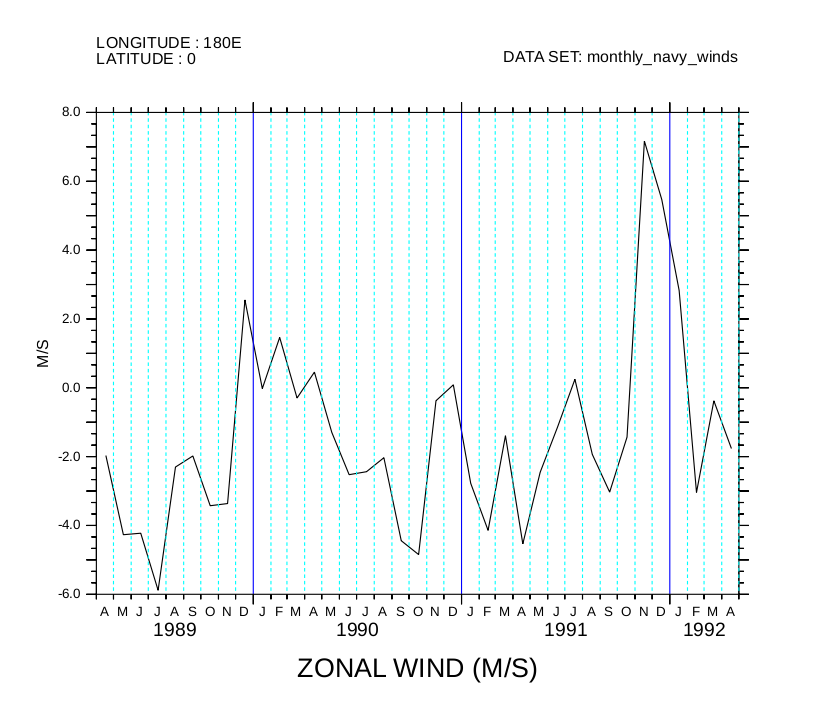 LONGITUDE : 180E
LATITUDE : 0
DATA SET: monthly_navy_winds
8.0
6.0
4.0
2.0
0.0
-2.0
-4.0
-6.0
M/S
A M J J A S O N D J F M A M J J A S O N D J F M A M J J A S O N D J F M A
1989 1990 1991 1992
ZONAL WIND (M/S)